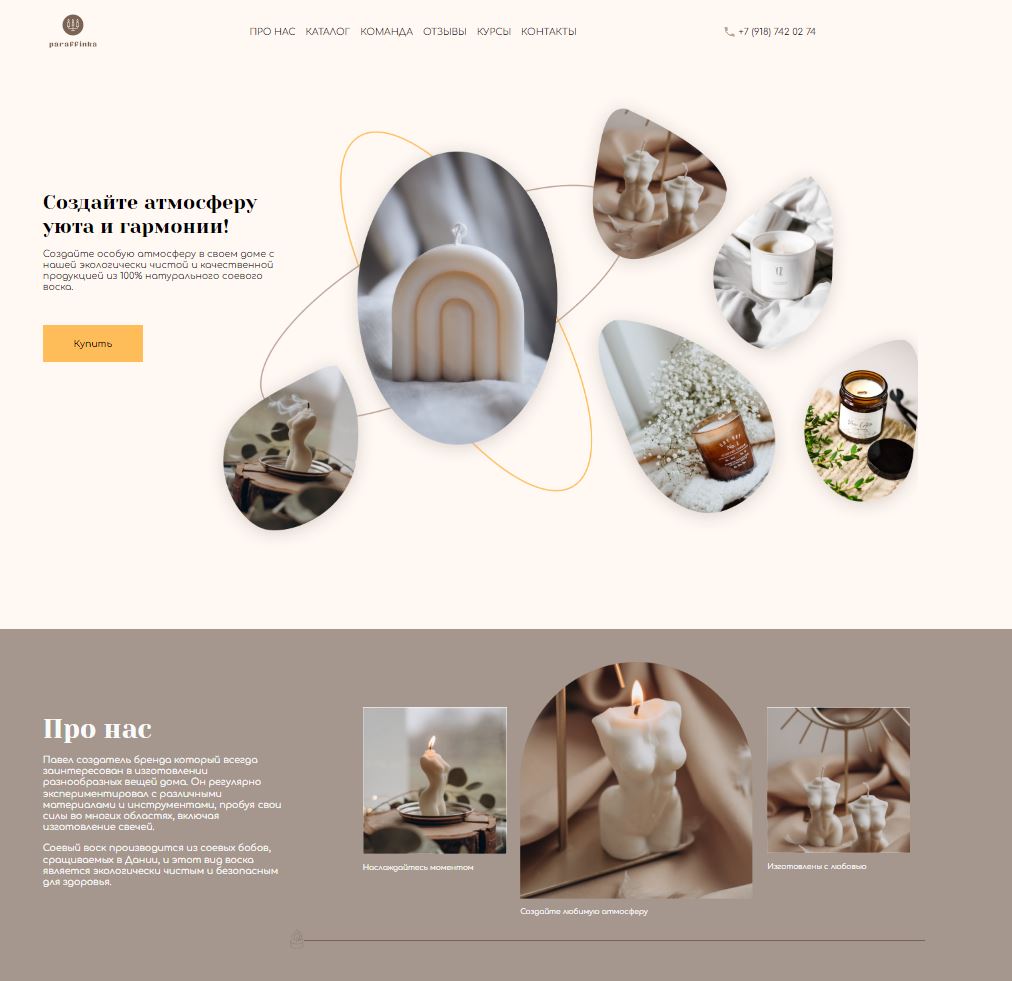 paraffinka
ПРО НАС КАТАЛОГ КОМАНДА ОТЗЫВЫ КУРСЫ КОНТАКТЫ
+7 (918) 742 02 74
Создайте атмосферу
уюта и гармонии!
Создайте особую атмосферу в своем доме с
нашей экологически чистой и качественной
продукцией из 100% натурального соевого
воска.
Купить
Про нас
Павел создатель бренда который всегда
заинтересован в изготовлении
разнообразных вещей дома. Он регулярно
экспериментировал с различными
материалами и инструментами, пробуя свои
силы во многих областях, включая
изготовление свечей.
Соевый воск производится из соевых бобов,
сращиваемых в Дании, и этот вид воска
является экологически чистым и безопасным
для здоровья.
Наслаждайтесь моментом
Создайте любимую атмосферу
Изготовлены с любовью